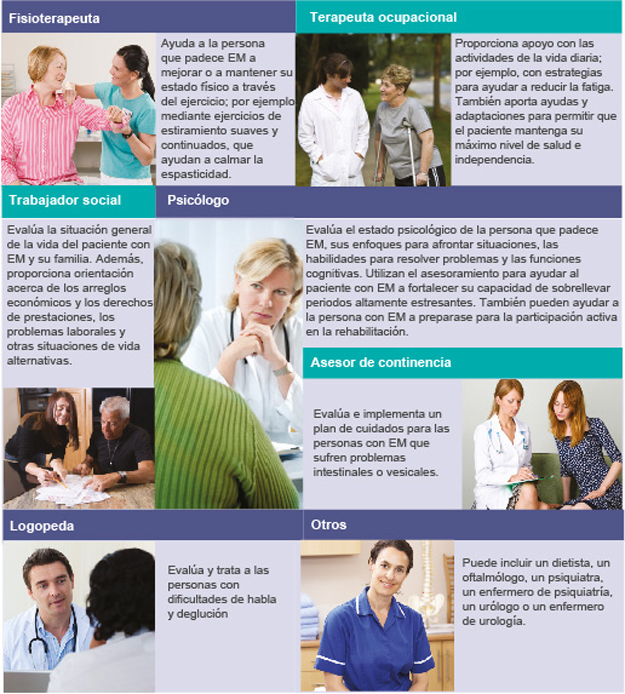 Fisioterapeuta
Ayuda a la persona
que padece EM a
mejorar o a mantener su
estado físico a través
del ejercicio; por ejemplo
mediante ejercicios de
estiramiento suaves y
continuados, que
ayudan a calmar la
espasticidad.
Terapeuta ocupacional
Proporciona apoyo con las
actividades de la vida diaria;
por ejemplo, con estrategias
para ayudar a reducir la fatiga.
También aporta ayudas y
adaptaciones para permitir que
el paciente mantenga su
máximo nivel de salud e
independencia.
Trabajador social
Evalúa la situación general
de la vida del paciente con
EM y su familia. Además,
proporciona orientación
acerca de los arreglos
económicos y los derechos
de prestaciones, los
problemas laborales y
otras situaciones de vida
alternativas.
Psicólogo
Evalúa el estado psicológico de la persona que padece
EM, sus enfoques para afrontar situaciones, las
habilidades para resolver problemas y las funciones
cognitivas. Utilizan el asesoramiento para ayudar al
paciente con EM a fortalecer su capacidad de sobrellevar
periodos altamente estresantes. También pueden ayudar a
la persona con EM a preparase para la participación activa
en la rehabilitación.
Asesor de continencia
Evalúa e implementa un
plan de cuidados para las
personas con EM que
sufren problemas
intestinales o vesicales.
Logopeda
Evalúa y trata a las
personas con
dificultades de habla
y deglución
Otros
Puede incluir un dietista, un
oftalmólogo, un psiquiatra,
un enfermero de psiquiatría,
un urólogo o un enfermero
de urología.